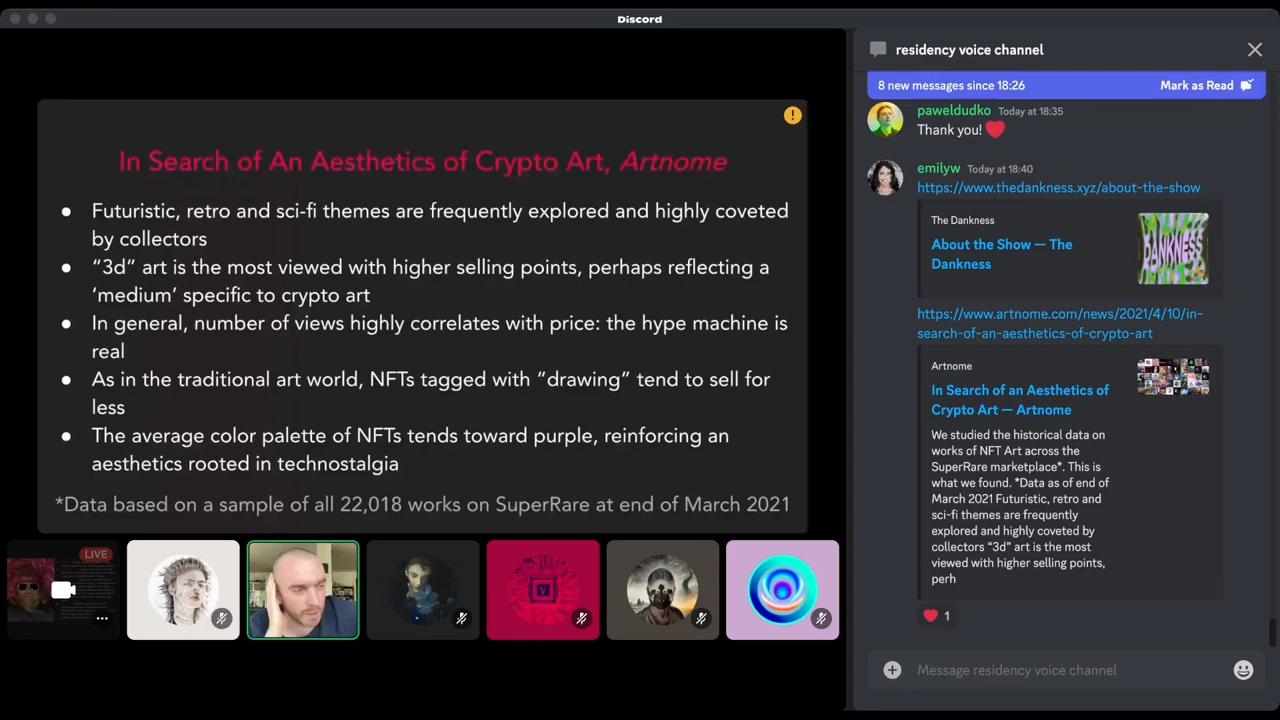 Discord
In Search of An Aesthetics of Crypto Art, Artnome
● Futuristic, retro and sci-fi themes are frequently explored and highly coveted
by collectors
● “3d” art is the most viewed with higher selling points, perhaps reflecting a
‘medium’ specific to crypto art
● In general, number of views highly correlates with price: the hype machine is
real
● As in the traditional art world, NFTs tagged with “drawing” tend to sell for
less
● The average color palette of NFTs tends toward purple, reinforcing an
aesthetics rooted in technostalgia
*Data based on a sample of all 22,018 works on SuperRare at end of March 2021
LIVE
V
residency voice channel
8 new messages since 18:26 Mark as Read
paweldudko Today at 18:35
Thank you! ❤️
emilyw Today at 18:40
https://www.thedankness.xyz/about-the-show
The Dankness
About the Show — The
Dankness
DANKNESS
https://www.artnome.com/news/2021/4/10/in-
search-of-an-aesthetics-of-crypto-art
Artnome
In Search of an Aesthetics of
Crypto Art — Artnome
We studied the historical data on
works of NFT Art across the
SuperRare marketplace*. This is
what we found. *Data as of end of
March 2021 Futuristic, retro and
sci-fi themes are frequently
explored and highly coveted by
collectors “3d” art is the most
viewed with higher selling points,
perh
❤️ 1
Message residency voice channel